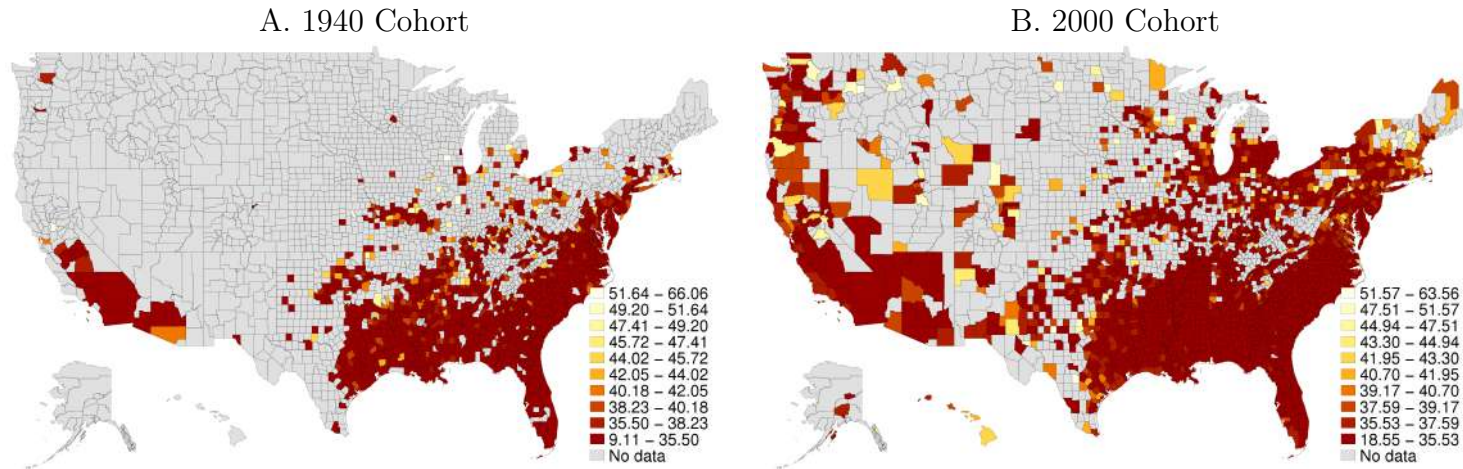 A. 1940 Cohort
B. 2000 Cohort
51.64 – 66.06
49.20 – 51.64
47.41 – 49.20
45.72 – 47.41
44.02 – 45.72
42.05 – 44.02
40.18 – 42.05
38.23 – 40.18
35.50 – 38.23
9.11 – 35.50
No data
51.57 – 63.56
47.51 – 51.57
44.94 – 47.51
43.30 – 44.94
41.95 – 43.30
40.70 – 41.95
39.17 – 40.70
37.59 – 39.17
35.53 – 37.59
18.55 – 35.53
No data